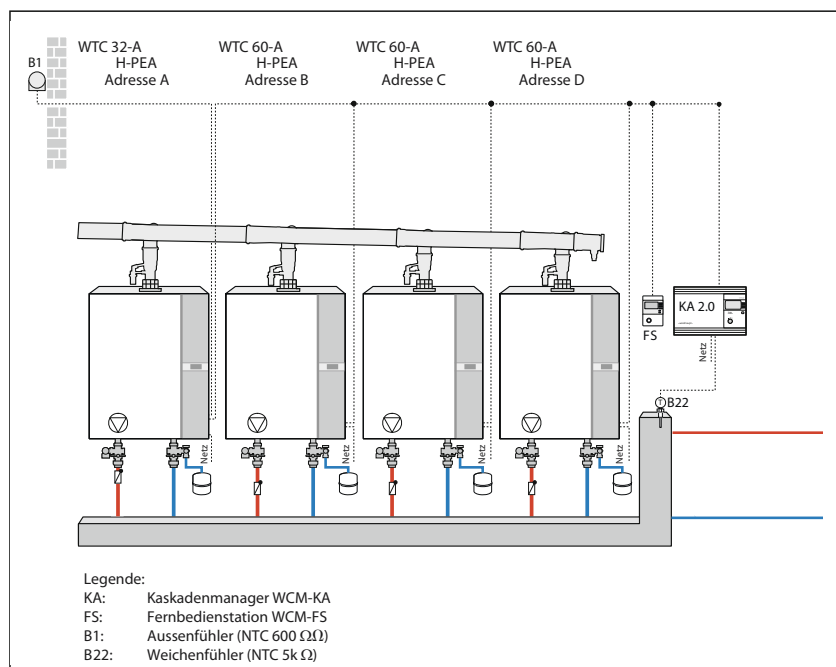 WTC 32-A WTC 60-A WTC 60-A WTC 60-A
B1 H-PEA H-PEA H-PEA H-PEA
Adresse A Adresse B Adresse C Adresse D
KA 2.0
FS
Netz
T B22
Netz Netz Netz Netz
Legende:
KA: Kaskadenmanager WCM-KA
FS: Fernbedienstation WCM-FS
B1: Aussenfühler (NTC 600 ΩΩ)
B22: Weichenfühler (NTC 5k Ω)